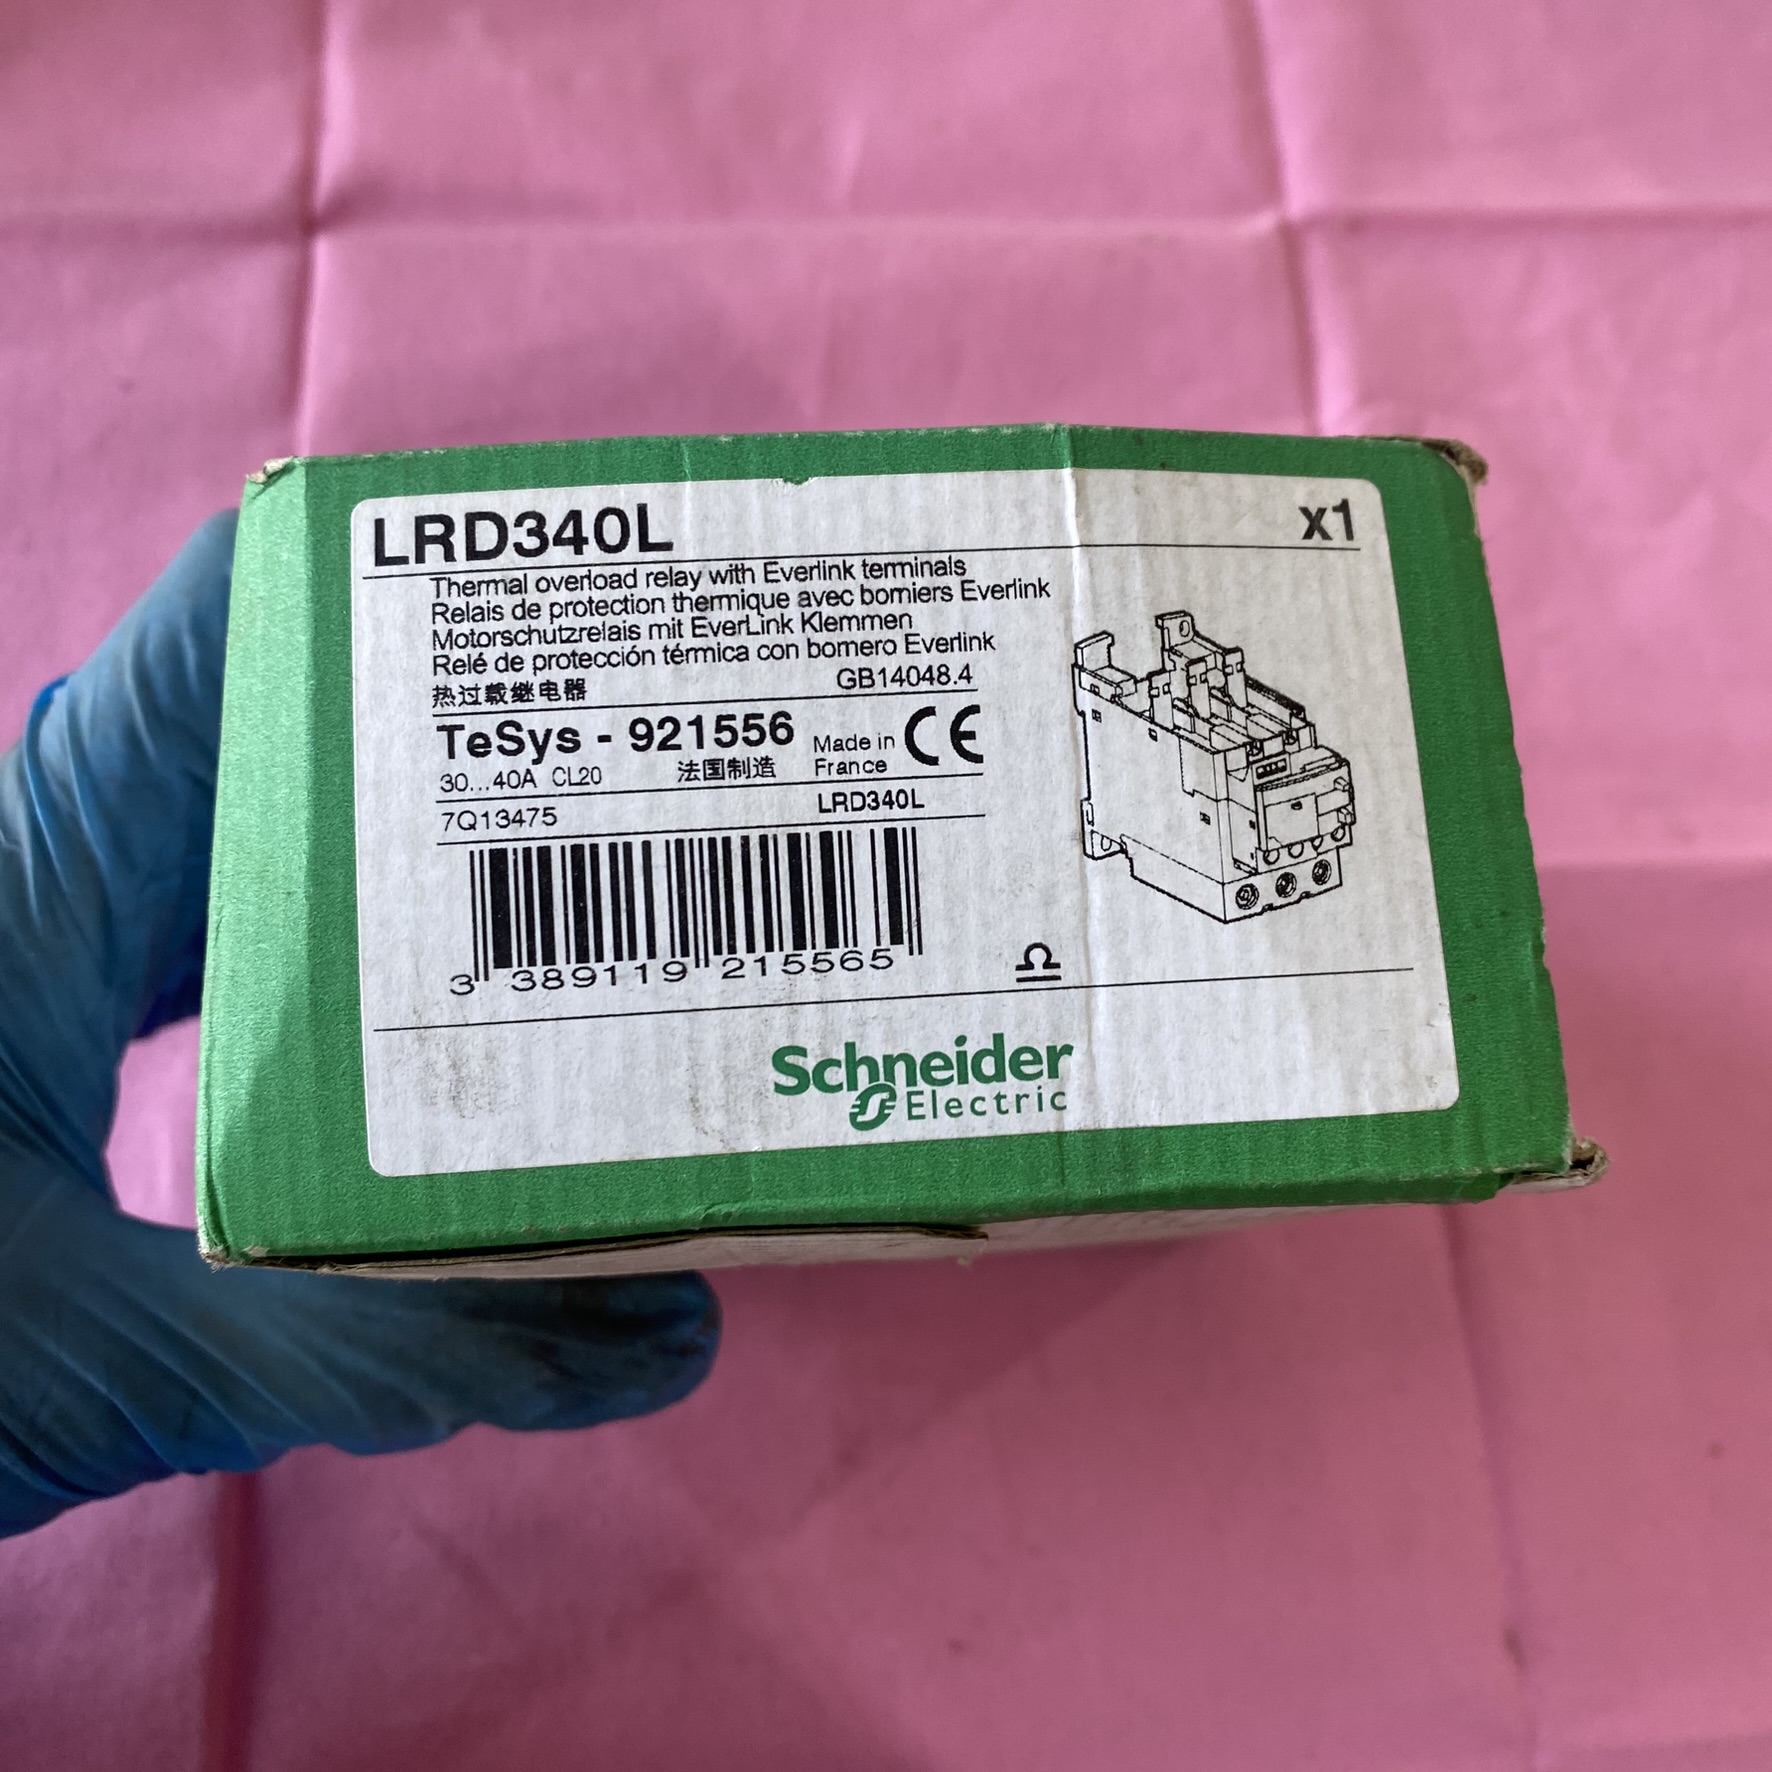 LRD340L x1
Thermal overload relay with Everlink terminals
Relais de protection thermique avec borniers Everlink
Motorschutzrelais mit EverLink Klemmen
Relé de protección térmica con bornero Everlink
热过载继电器 GB14048.4
TeSys - 921556 Made in CE
30...40A CL20 法国制造 France
7Q13475 LRD340L
3 389119 215565
Schneider
Electric